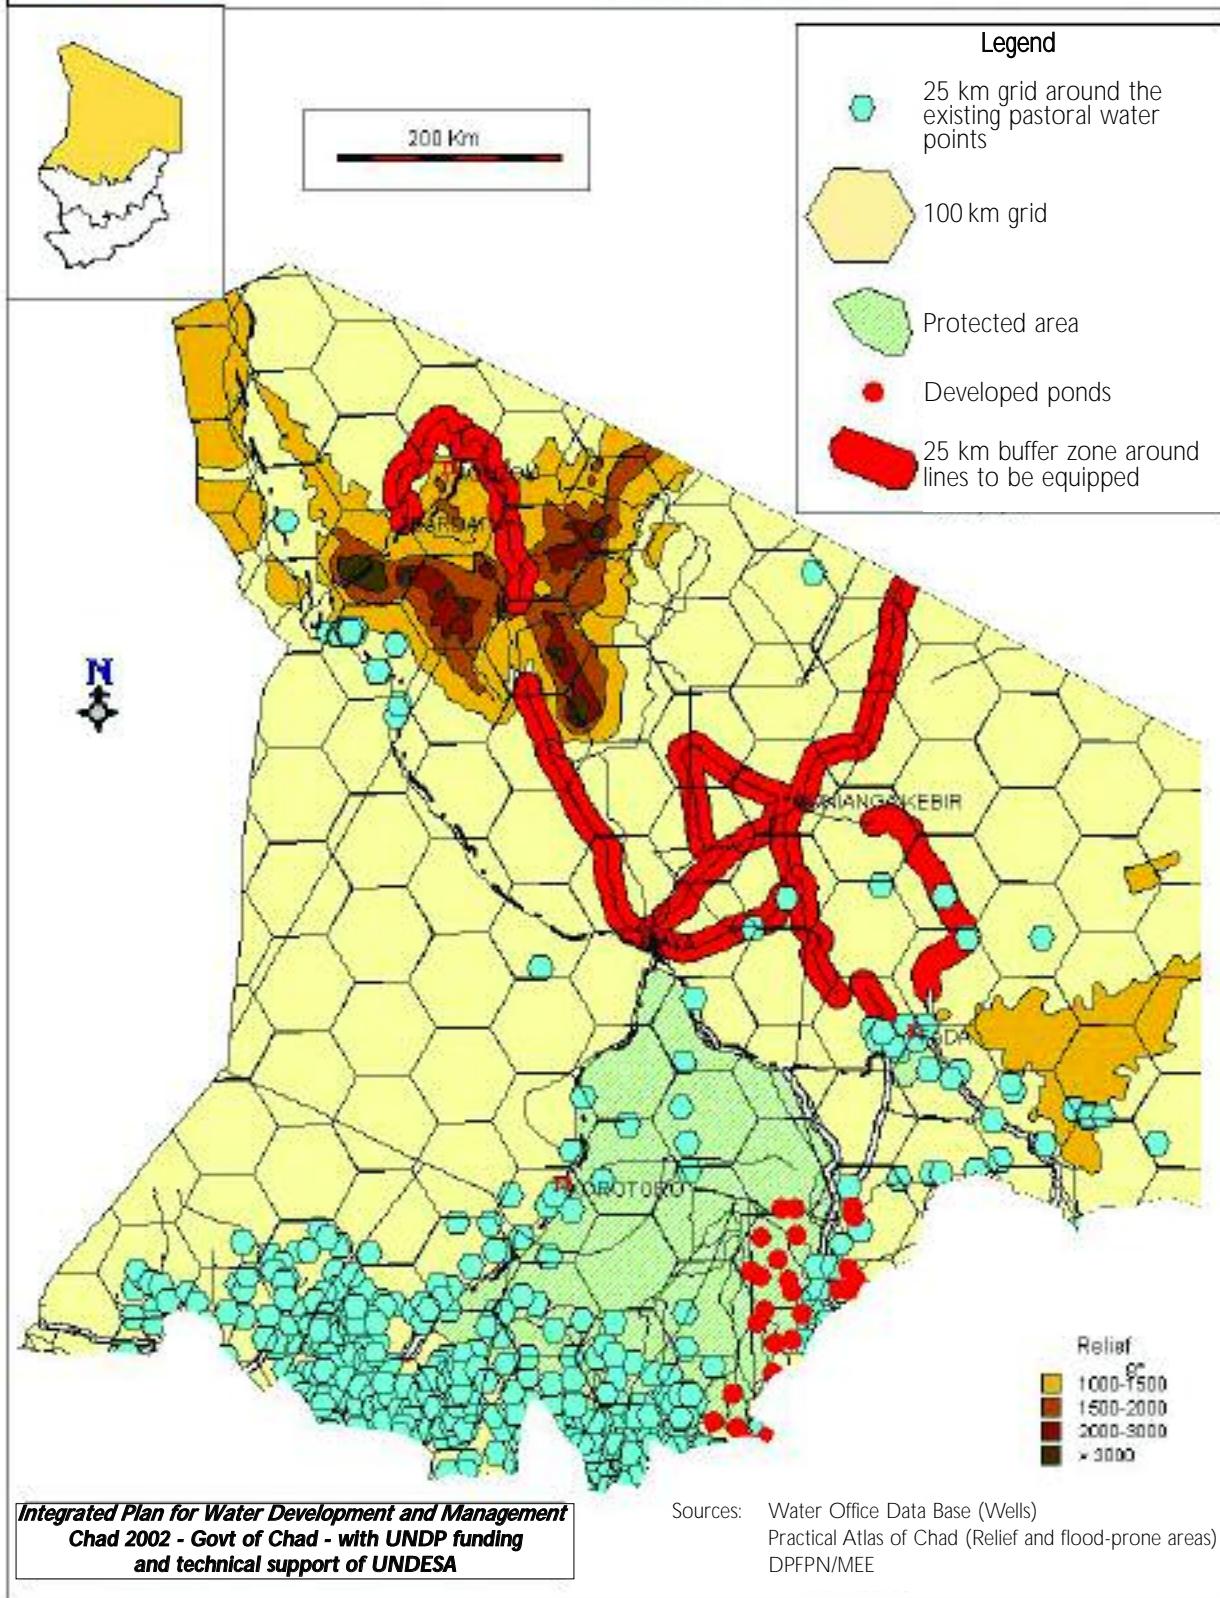 Legend
25 km grid around the
existing pastoral water
points
100 km grid
Protected area
Developed ponds
25 km buffer zone around
lines to be equipped
200 Km
N
KEBIR
Relief
1000-1500
1500-2000
2000-3000
> 3000
Integrated Plan for Water Development and Management
Chad 2002 - Govt of Chad - with UNDP funding
and technical support of UNDESA
Sources: Water Office Data Base (Wells)
Practical Atlas of Chad (Relief and flood-prone areas)
DPFPN/MEE